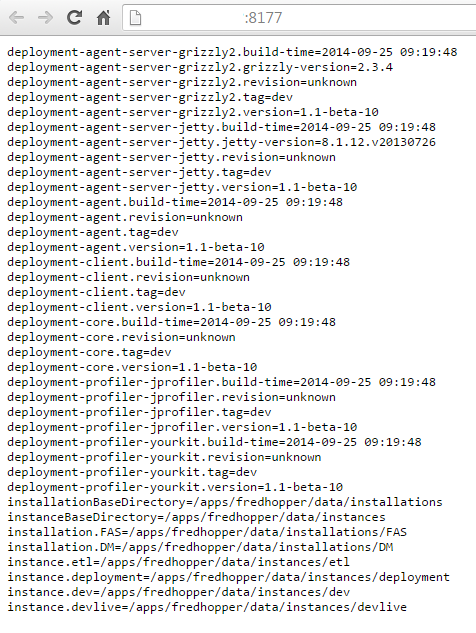 :8177
deployment-agent-server-grizzly2.build-time=2014-09-25 09:19:48
deployment-agent-server-grizzly2.grizzly-version=2.3.4
deployment-agent-server-grizzly2.revision=unknown
deployment-agent-server-grizzly2.tag=dev
deployment-agent-server-grizzly2.version=1.1-beta-10
deployment-agent-server-jetty.build-time=2014-09-25 09:19:48
deployment-agent-server-jetty.jetty-version=8.1.12.v20130726
deployment-agent-server-jetty.revision=unknown
deployment-agent-server-jetty.tag=dev
deployment-agent-server-jetty.version=1.1-beta-10
deployment-agent.build-time=2014-09-25 09:19:48
deployment-agent.revision=unknown
deployment-agent.tag=dev
deployment-agent.version=1.1-beta-10
deployment-client.build-time=2014-09-25 09:19:48
deployment-client.revision=unknown
deployment-client.tag=dev
deployment-client.version=1.1-beta-10
deployment-core.build-time=2014-09-25 09:19:48
deployment-core.revision=unknown
deployment-core.tag=dev
deployment-core.version=1.1-beta-10
deployment-profiler-jprofiler.build-time=2014-09-25 09:19:48
deployment-profiler-jprofiler.revision=unknown
deployment-profiler-jprofiler.tag=dev
deployment-profiler-jprofiler.version=1.1-beta-10
deployment-profiler-yourkit.build-time=2014-09-25 09:19:48
deployment-profiler-yourkit.revision=unknown
deployment-profiler-yourkit.tag=dev
deployment-profiler-yourkit.version=1.1-beta-10
installationBaseDirectory=/apps/fredhopper/data/installations
instanceBaseDirectory=/apps/fredhopper/data/instances
installation.FAS=/apps/fredhopper/data/installations/FAS
installation.DM=/apps/fredhopper/data/installations/DM
instance.etl=/apps/fredhopper/data/instances/etl
instance.deployment=/apps/fredhopper/data/instances/deployment
instance.dev=/apps/fredhopper/data/instances/dev
instance.devlive=/apps/fredhopper/data/instances/devlive